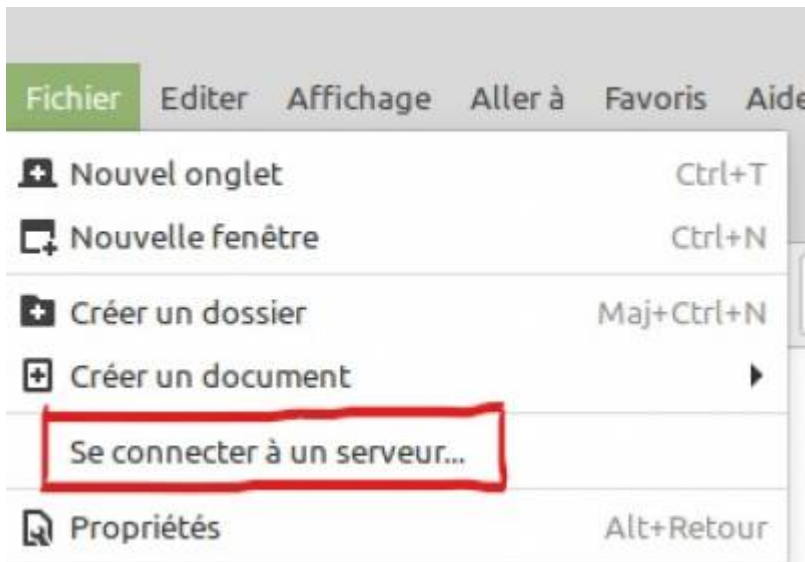 Fichier Editer Affichage Aller à Favoris Aide
Nouvel onglet Ctrl+T
Nouvelle fenêtre Ctrl+N
Créer un dossier Maj+Ctrl+N
Créer un document
Se connecter à un serveur...
Propriétés Alt+Retour